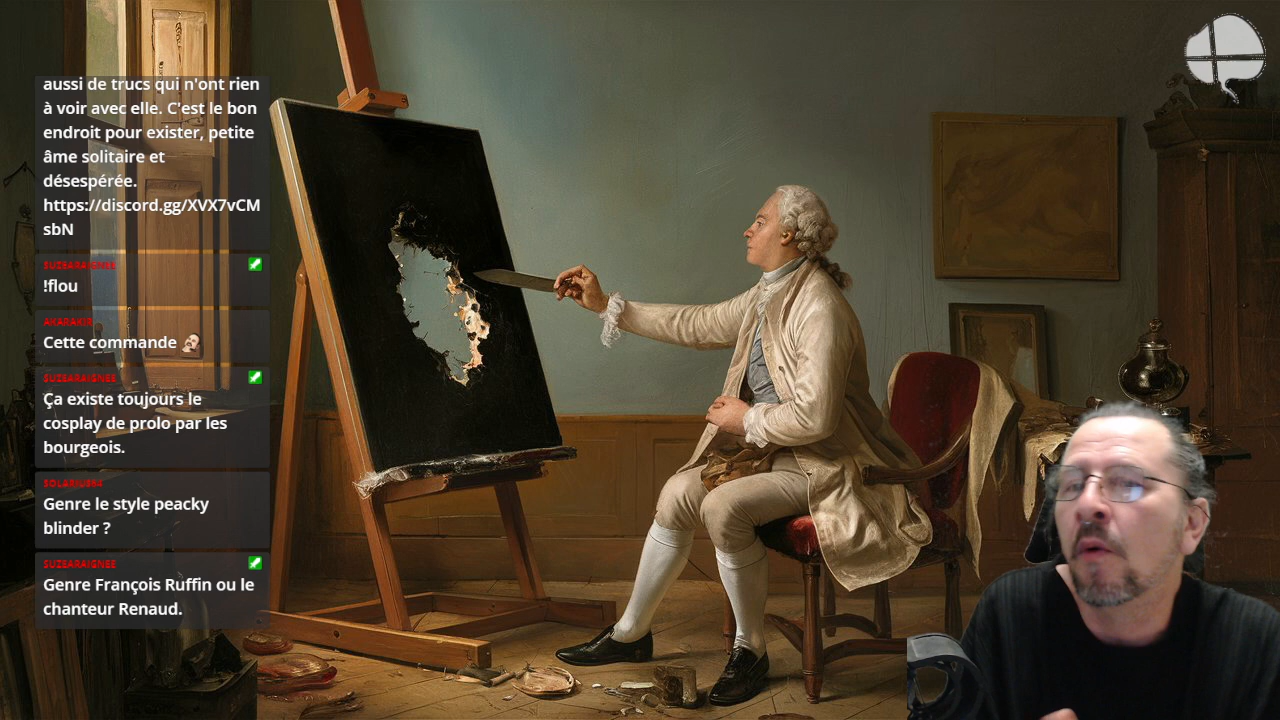 aussi de trucs qui n'ont rien
à voir avec elle. C'est le bon
endroit pour exister, petite
âme solitaire et
désespérée.
https://discord.gg/XVX7vCM
sbN
SUZEARAIGNEE
!flou
AKARAKIR
Cette commande
SUZEARAIGNEE
Ça existe toujours le
cosplay de prolo par les
bourgeois.
Genre le style peacky
blinder ?
SUZEARAIGNEE
Genre François Ruffin ou le
chanteur Renaud.